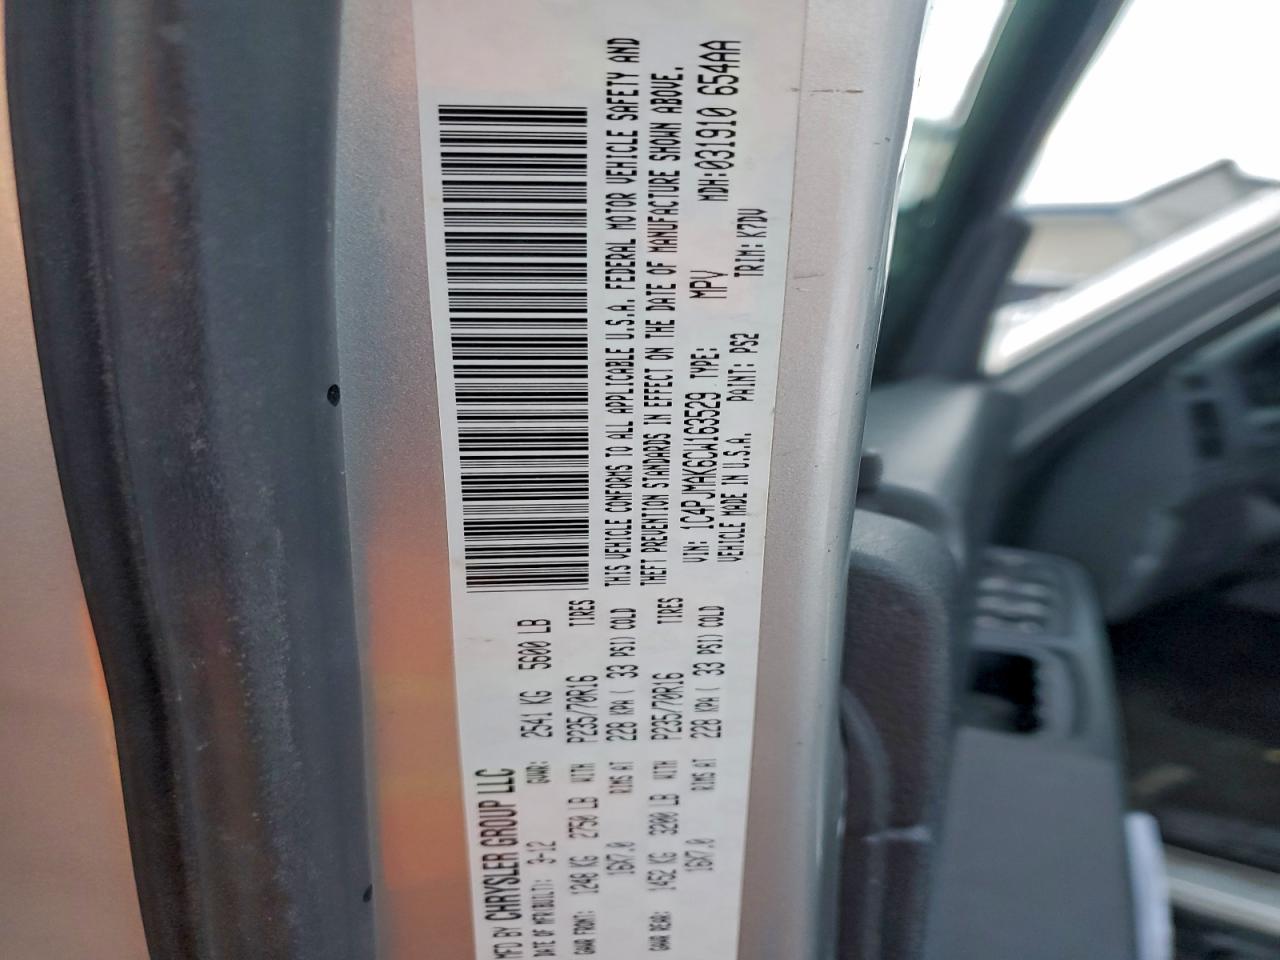 MFD BY CHRYSLER GROUP LLC
DATE OF MFR(BUILT): 3-12 GVWR: 2541 KG 5600 LB
GAWR FRONT: 1248 KG 2750 LB WITH P235/70R16 TIRES
16X7.0 RIMS AT 228 KPA ( 33 PSI) COLD
GAWR REAR: 1452 KG 3200 LB WITH P235/70R16 TIRES
16X7.0 RIMS AT 228 KPA ( 33 PSI) COLD
THIS VEHICLE CONFORMS TO ALL APPLICABLE U.S.A. FEDERAL MOTOR VEHICLE SAFETY AND
THEFT PREVENTION STANDARDS IN EFFECT ON THE DATE OF MANUFACTURE SHOWN ABOVE.
VIN: 1C4PJMAK6CW163529 TYPE: MPV MDH:031910 654AA
VEHICLE MADE IN U.S.A. PAINT: PS2 TRIM: K7DV